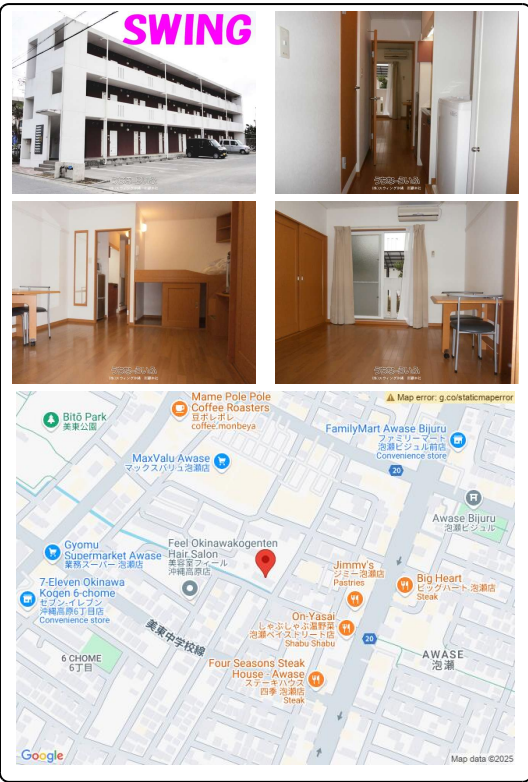 SWING
Map error: g.co/staticmaperror
Mame Pole Pole
Coffee Roasters
豆ポレポレ
coffee.monbeya
Bitō Park
美東公園
FamilyMart Awase Bijuru
ファミリーマート
泡瀬ビジュル前店
Convenience store
MaxValu Awase
マックスバリュ泡瀬店
20
Awase Bijuru
泡瀬ビジュル
Feel Okinawakogenten
Hair Salon
美容室フィール
沖縄高原店
Gyomu
Supermarket Awase
業務スーパー 泡瀬店
Jimmy's
ジミー泡瀬店
Pastries
Big Heart
ビッグハート 泡瀬店
Steak
7-Eleven Okinawa
Kogen 6-chome
セブン-イレブン
沖縄高原6丁目店
Convenience store
On-Yasai
しゃぶしゃぶ温野菜
泡瀬ベイストリート店
Shabu Shabu
美東中学校線
20
AWASE
泡瀬
6 CHOME
6丁目
Four Seasons Steak
House - Awase
ステーキハウス
四季 泡瀬店
Steak
Google
Map data ©2025